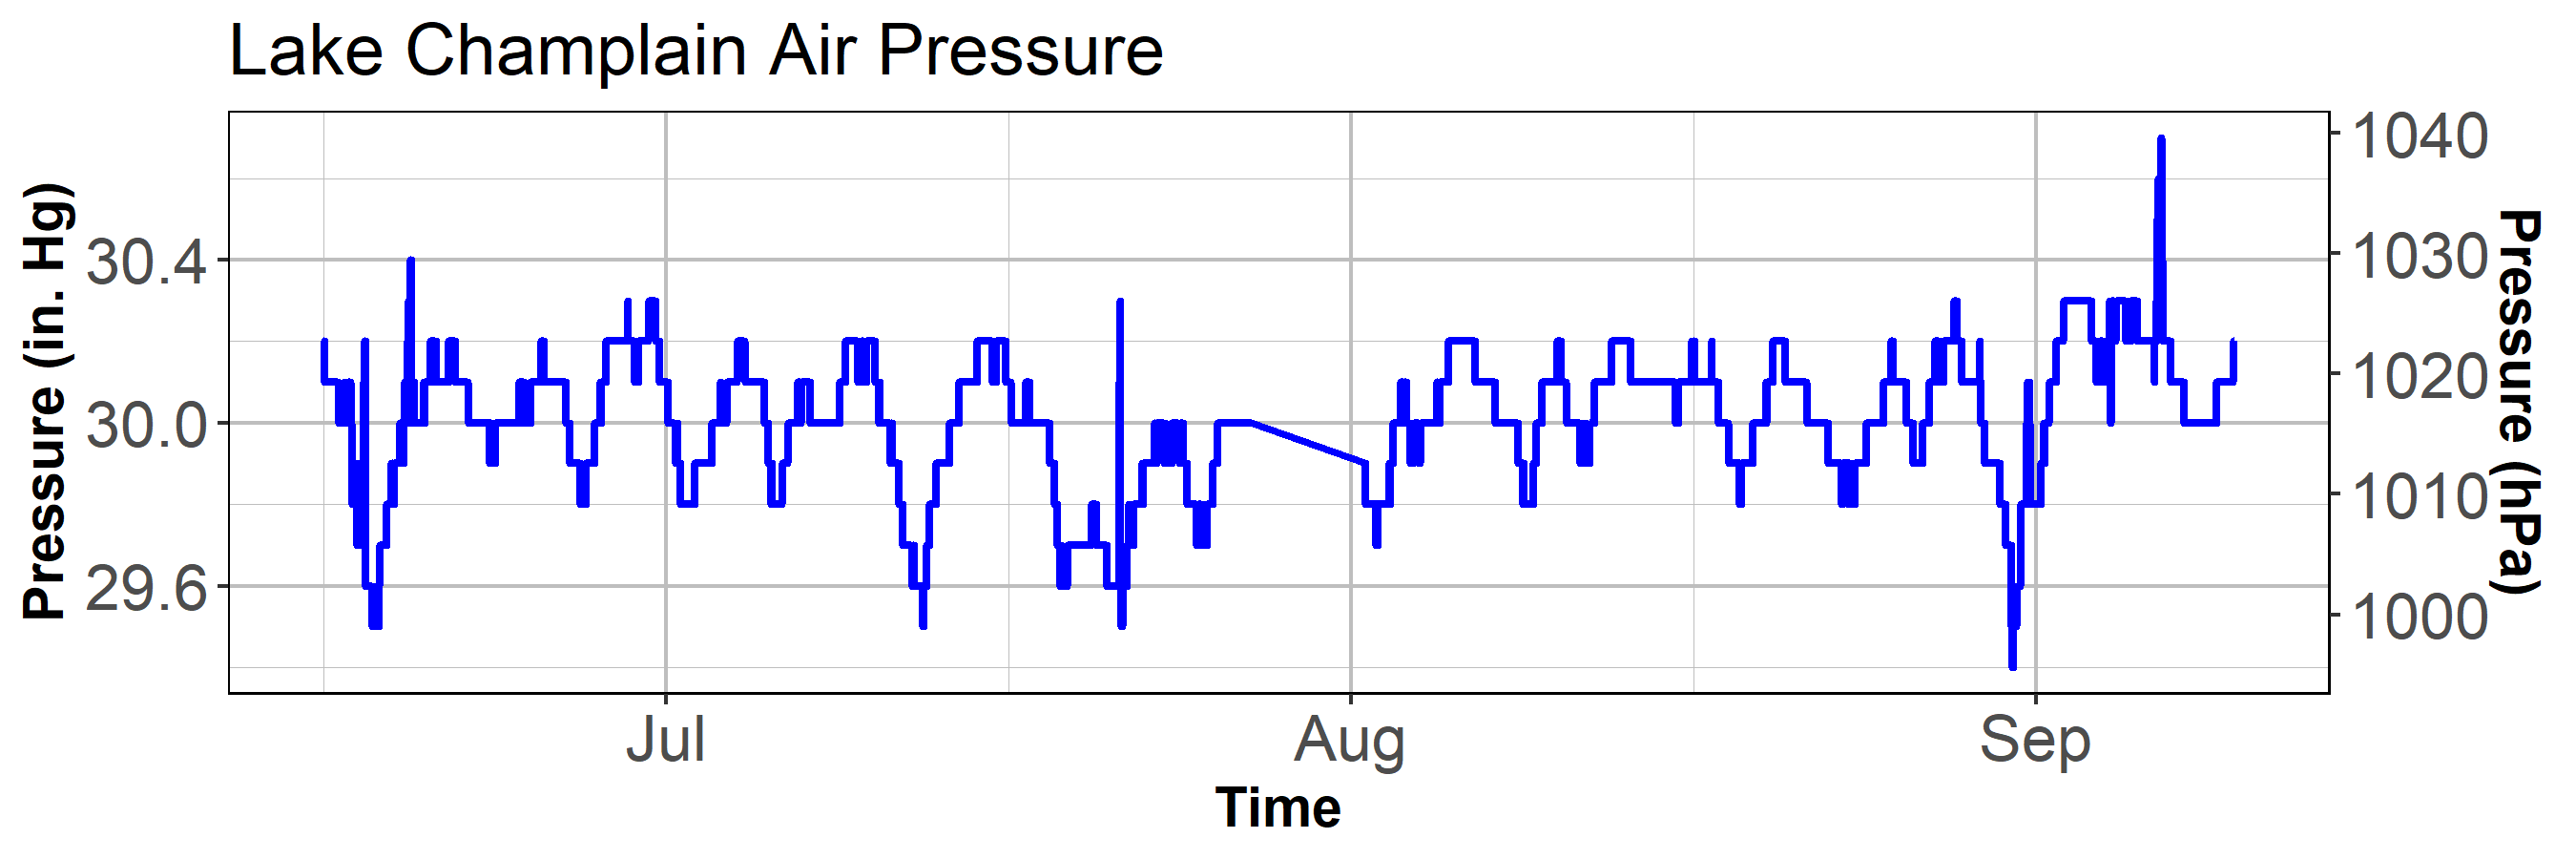 Lake Champlain Air Pressure
Pressure (in. Hg)
30.4
30.0
29.6
1040
1030
1020
1010
1000
Pressure (hPa)
Jul Aug Sep
Time